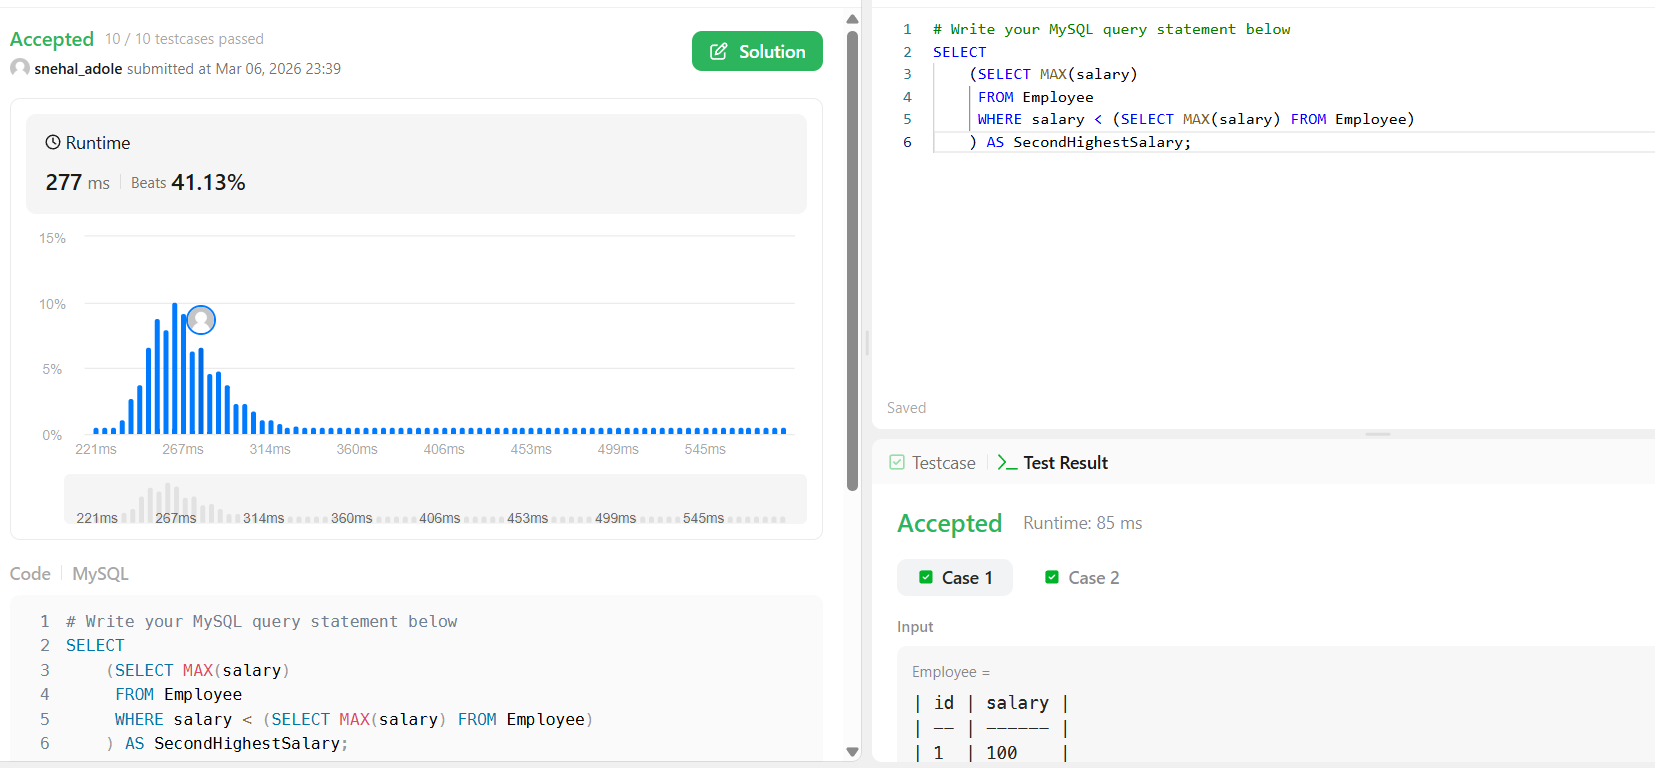 Accepted 10 / 10 testcases passed
snehal_adole submitted at Mar 06, 2026 23:39
Solution
Runtime
277 ms Beats 41.13%
15%
10%
5%
0%
221ms 267ms 314ms 360ms 406ms 453ms 499ms 545ms
221ms 267ms 314ms 360ms 406ms 453ms 499ms 545ms
Code MySQL
1 # Write your MySQL query statement below
2 SELECT
3 (SELECT MAX(salary)
4 FROM Employee
5 WHERE salary < (SELECT MAX(salary) FROM Employee)
6 ) AS SecondHighestSalary;
1 # Write your MySQL query statement below
2 SELECT
3 (SELECT MAX(salary)
4 FROM Employee
5 WHERE salary < (SELECT MAX(salary) FROM Employee)
6 ) AS SecondHighestSalary;
Saved
Testcase Test Result
Accepted Runtime: 85 ms
Case 1 Case 2
Input
Employee =
| id | salary |
| -- | ------ |
| 1 | 100 |